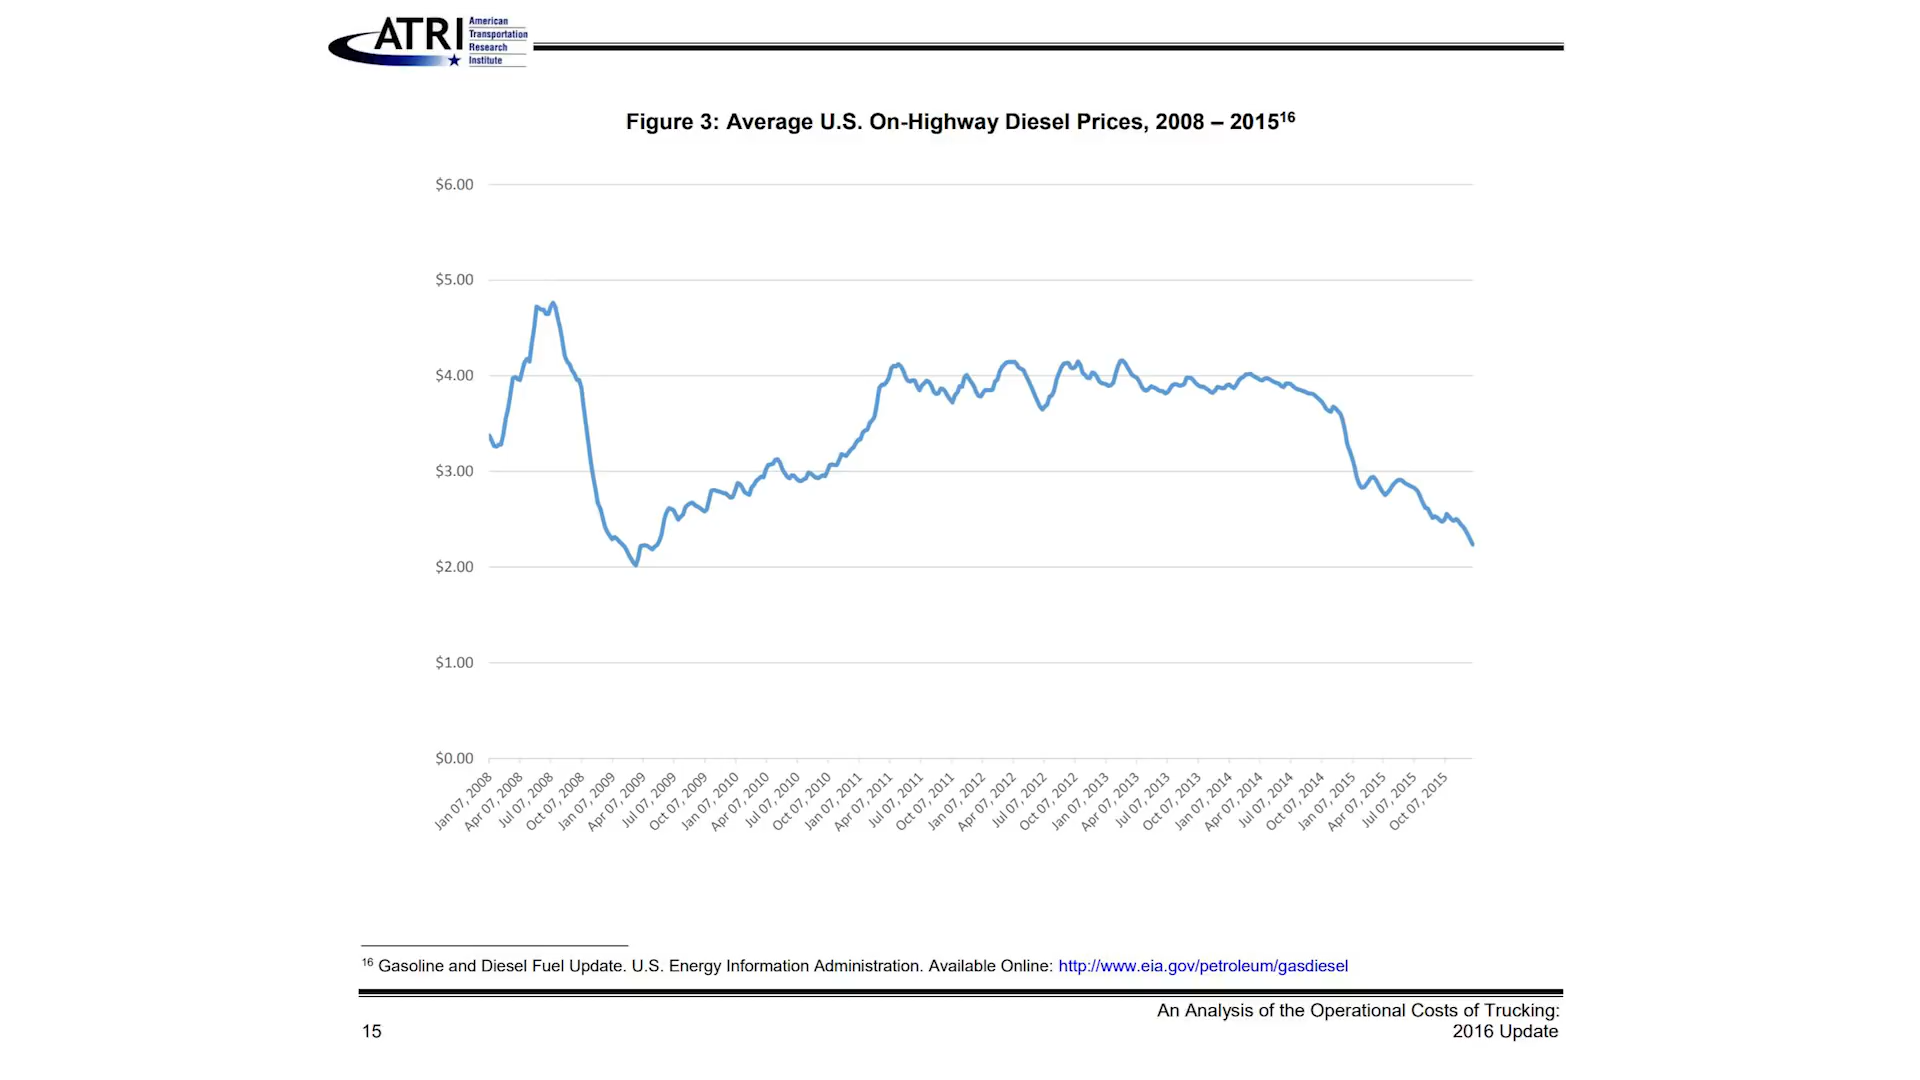 ATRI
American
Transportation
Research
Institute
Figure 3: Average U.S. On-Highway Diesel Prices, 2008 – 2015¹⁶
$6.00
$5.00
$4.00
$3.00
$2.00
$1.00
$0.00
Jan 07, 2008
Apr 07, 2008
Jul 07, 2008
Oct 07, 2008
Jan 07, 2009
Apr 07, 2009
Jul 07, 2009
Oct 07, 2009
Jan 07, 2010
Apr 07, 2010
Jul 07, 2010
Oct 07, 2010
Jan 07, 2011
Apr 07, 2011
Jul 07, 2011
Oct 07, 2011
Jan 07, 2012
Apr 07, 2012
Jul 07, 2012
Oct 07, 2012
Jan 07, 2013
Apr 07, 2013
Jul 07, 2013
Oct 07, 2013
Jan 07, 2014
Apr 07, 2014
Jul 07, 2014
Oct 07, 2014
Jan 07, 2015
Apr 07, 2015
Jul 07, 2015
Oct 07, 2015
¹⁶ Gasoline and Diesel Fuel Update. U.S. Energy Information Administration. Available Online: http://www.eia.gov/petroleum/gasdiesel
An Analysis of the Operational Costs of Trucking:
15
2016 Update